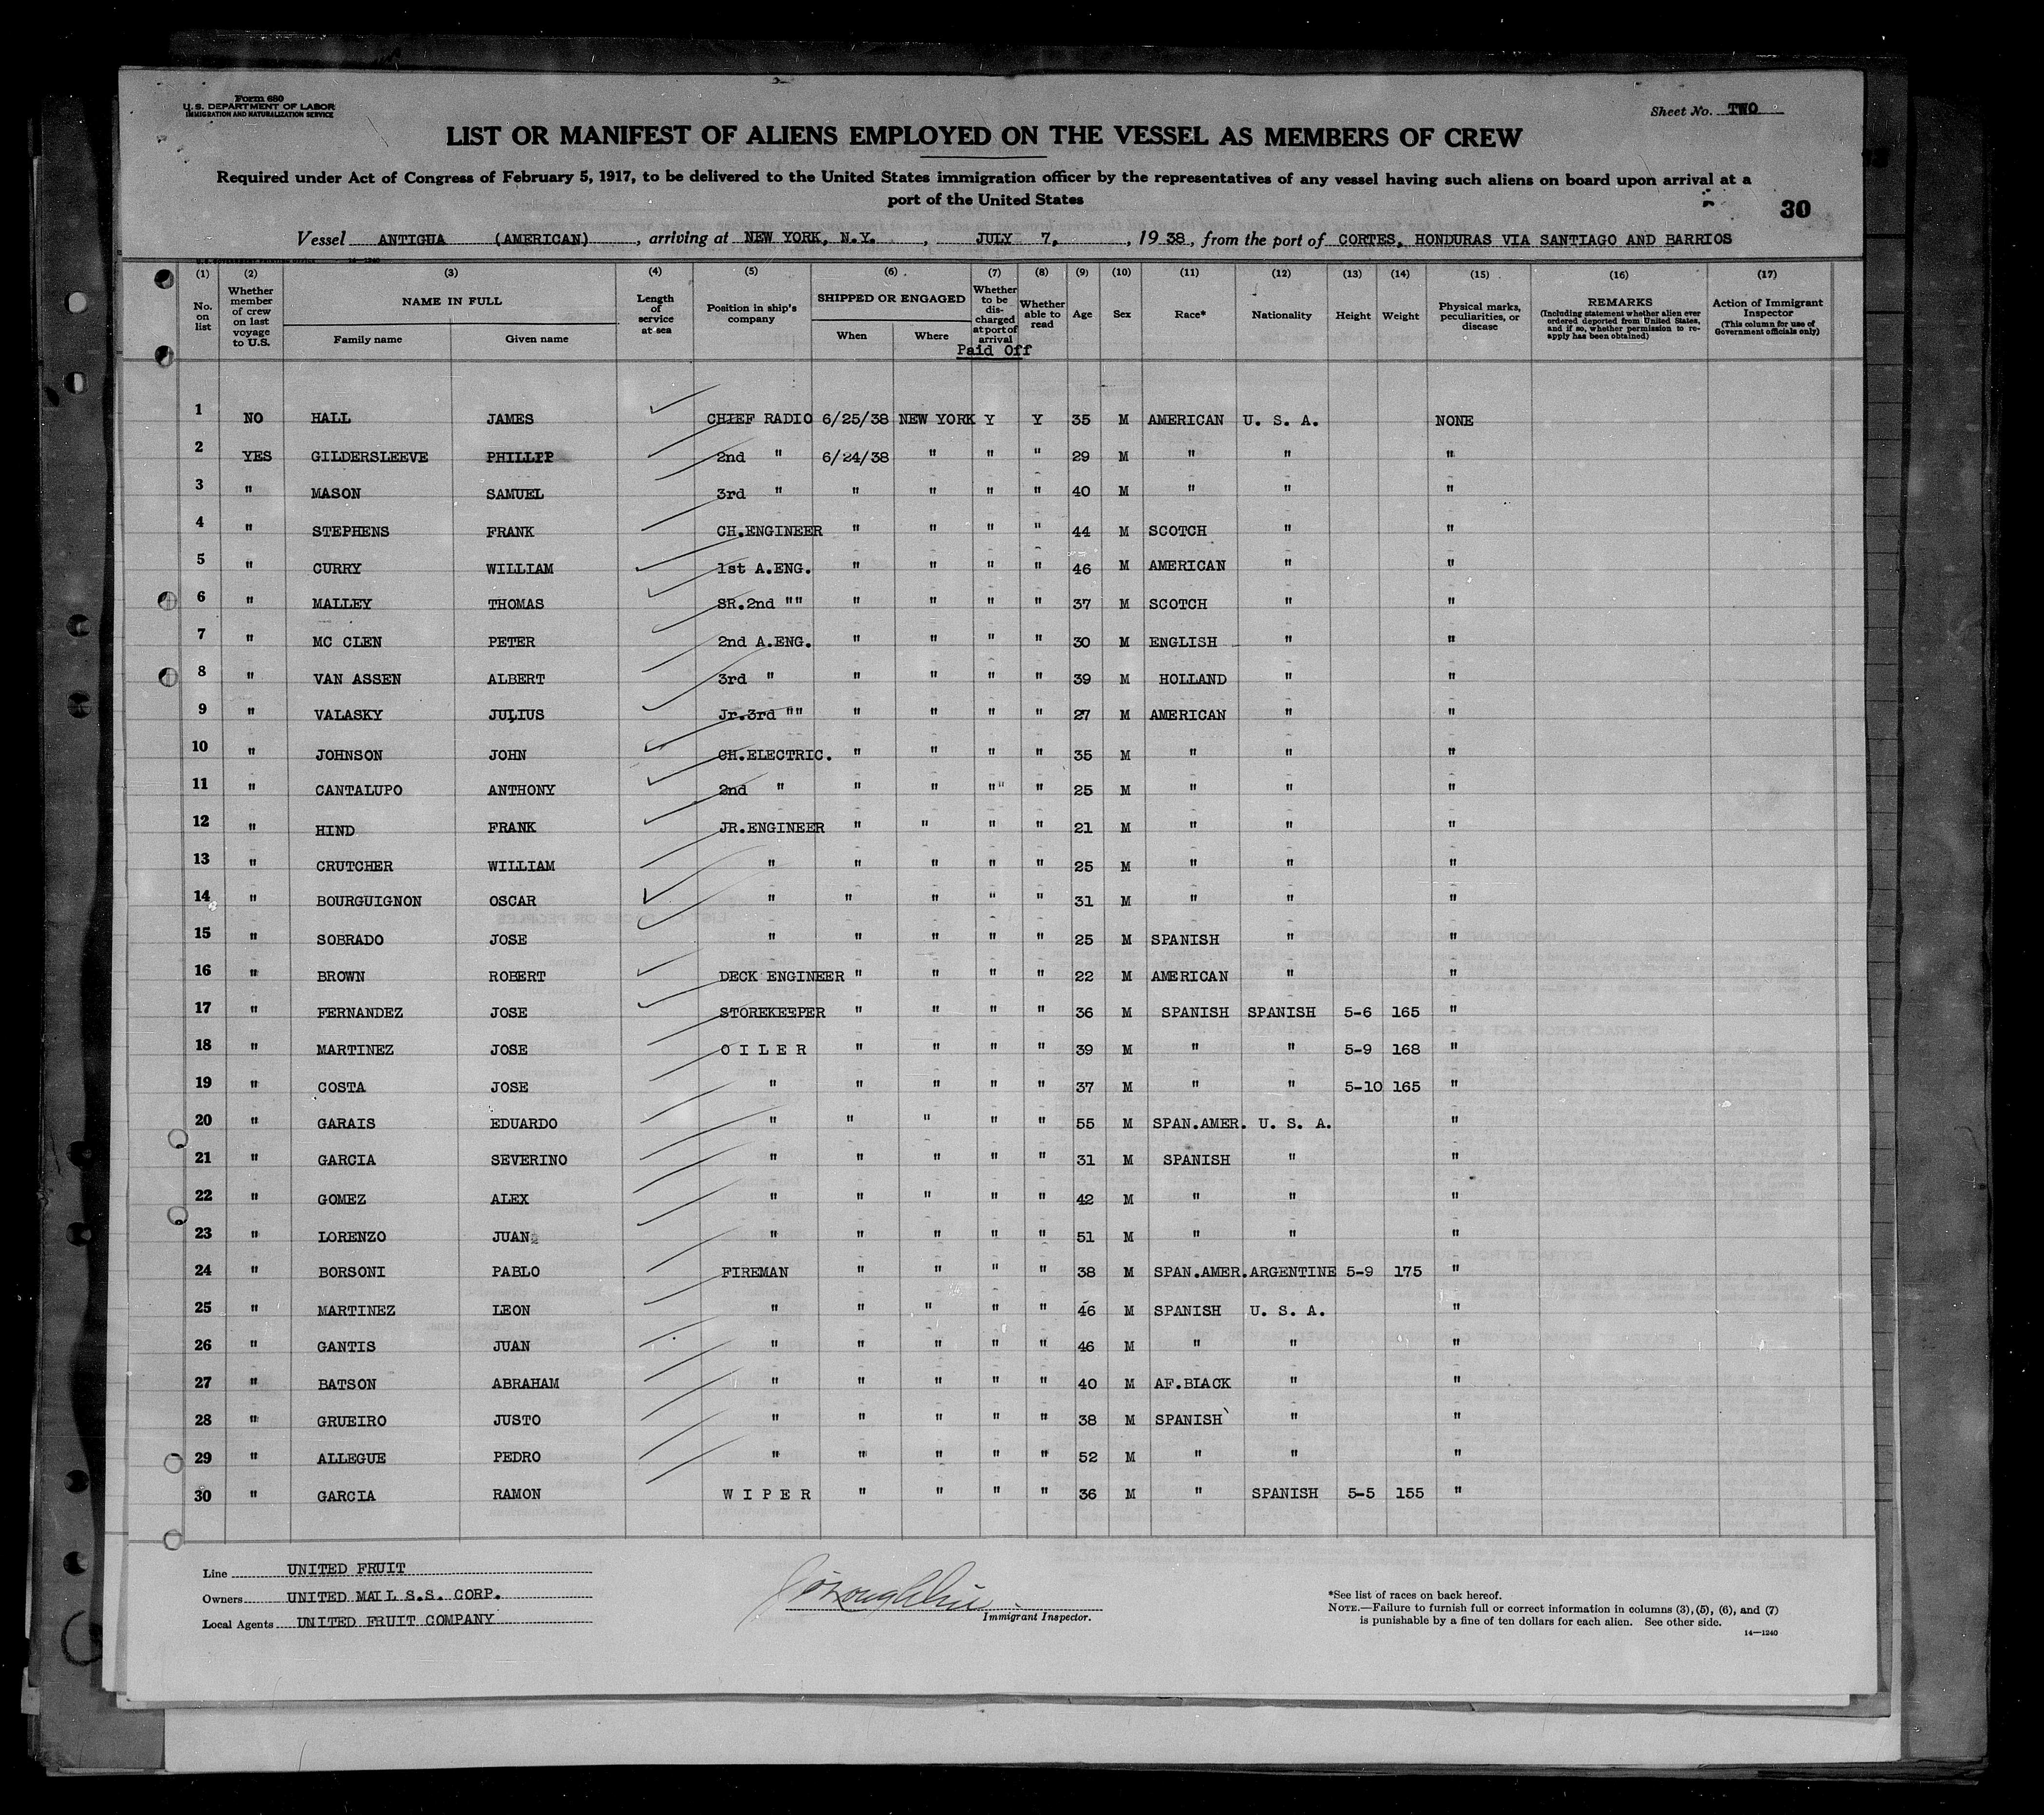 Form 680
U. S. DEPARTMENT OF LABOR
IMMIGRATION AND NATURALIZATION SERVICE
Sheet No. TWO
LIST OR MANIFEST OF ALIENS EMPLOYED ON THE VESSEL AS MEMBERS OF CREW
Required under Act of Congress of February 5, 1917, to be delivered to the United States immigration officer by the representatives of any vessel having such aliens on board upon arrival at a
port of the United States
30
Vessel ANTIGUA (AMERICAN), arriving at NEW YORK, N.Y., JULY 7, 1938, from the port of CORTES, HONDURAS VIA SANTIAGO AND BARRIOS
U. S. GOVERNMENT PRINTING OFFICE 14—1240
(1) (2) (3) (4) (5) (6) (7) (8) (9) (10) (11) (12) (13) (14) (15) (16) (17)
No. on list
Whether member of crew on last voyage to U.S.
NAME IN FULL
Family name
Given name
Length of service at sea
Position in ship's company
SHIPPED OR ENGAGED
When
Where
Whether to be discharged at port of arrival
Paid Off
Whether able to read
Age
Sex
Race*
Nationality
Height
Weight
Physical marks, peculiarities, or disease
REMARKS
(Including statement whether alien ever ordered deported from United States, and if so, whether permission to reapply has been obtained)
Action of Immigrant Inspector
(This column for use of Government officials only)
1 NO HALL JAMES CHIEF RADIO 6/25/38 NEW YORK Y Y 35 M AMERICAN U. S. A. NONE
2 YES GILDERSLEEVE PHILLIP 2nd " 6/24/38 " " " 29 M " " "
3 " MASON SAMUEL 3rd " " " " " 40 M " " "
4 " STEPHENS FRANK CH.ENGINEER " " " " 44 M SCOTCH " "
5 " CURRY WILLIAM 1st A.ENG. " " " " 46 M AMERICAN " "
6 " MALLEY THOMAS SR.2nd "" " " " " 37 M SCOTCH " "
7 " MC CLEN PETER 2nd A.ENG. " " " " 30 M ENGLISH " "
8 " VAN ASSEN ALBERT 3rd " " " " " 39 M HOLLAND " "
9 " VALASKY JULIUS Jr.3rd "" " " " " 27 M AMERICAN " "
10 " JOHNSON JOHN CH.ELECTRIC. " " " " 35 M " " "
11 " CANTALUPO ANTHONY 2nd " " " "" " 25 M " " "
12 " HIND FRANK JR.ENGINEER " " " " 21 M " " "
13 " CRUTCHER WILLIAM " " " " " 25 M " " "
14 " BOURGUIGNON OSCAR " " " " " 31 M " " "
15 " SOBRADO JOSE " " " " " 25 M SPANISH " "
16 " BROWN ROBERT DECK ENGINEER " " " " 22 M AMERICAN " "
17 " FERNANDEZ JOSE STOREKEEPER " " " " 36 M SPANISH SPANISH 5-6 165 "
18 " MARTINEZ JOSE O I L E R " " " " 39 M " " 5-9 168 "
19 " COSTA JOSE " " " " " 37 M " " 5-10 165 "
20 " GARAIS EDUARDO " " " " " 55 M SPAN.AMER. U. S. A. "
21 " GARCIA SEVERINO " " " " " 31 M SPANISH " "
22 " GOMEZ ALEX " " " " " 42 M " " "
23 " LORENZO JUAN " " " " " 51 M " " "
24 " BORSONI PABLO FIREMAN " " " " 38 M SPAN.AMER. ARGENTINE 5-9 175 "
25 " MARTINEZ LEON " " " " " 46 M SPANISH U. S. A. "
26 " GANTIS JUAN " " " " " 46 M " " "
27 " BATSON ABRAHAM " " " " " 40 M AF.BLACK " "
28 " GRUEIRO JUSTO " " " " " 38 M SPANISH " "
29 " ALLEGUE PEDRO " " " " " 52 M " " "
30 " GARCIA RAMON W I P E R " " " " 36 M " SPANISH 5-5 155 "
Line UNITED FRUIT
Owners UNITED MAIL S.S. CORP.
Local Agents UNITED FRUIT COMPANY
Immigrant Inspector.
*See list of races on back hereof.
NOTE.—Failure to furnish full or correct information in columns (3), (5), (6), and (7)
is punishable by a fine of ten dollars for each alien. See other side.
14—1240